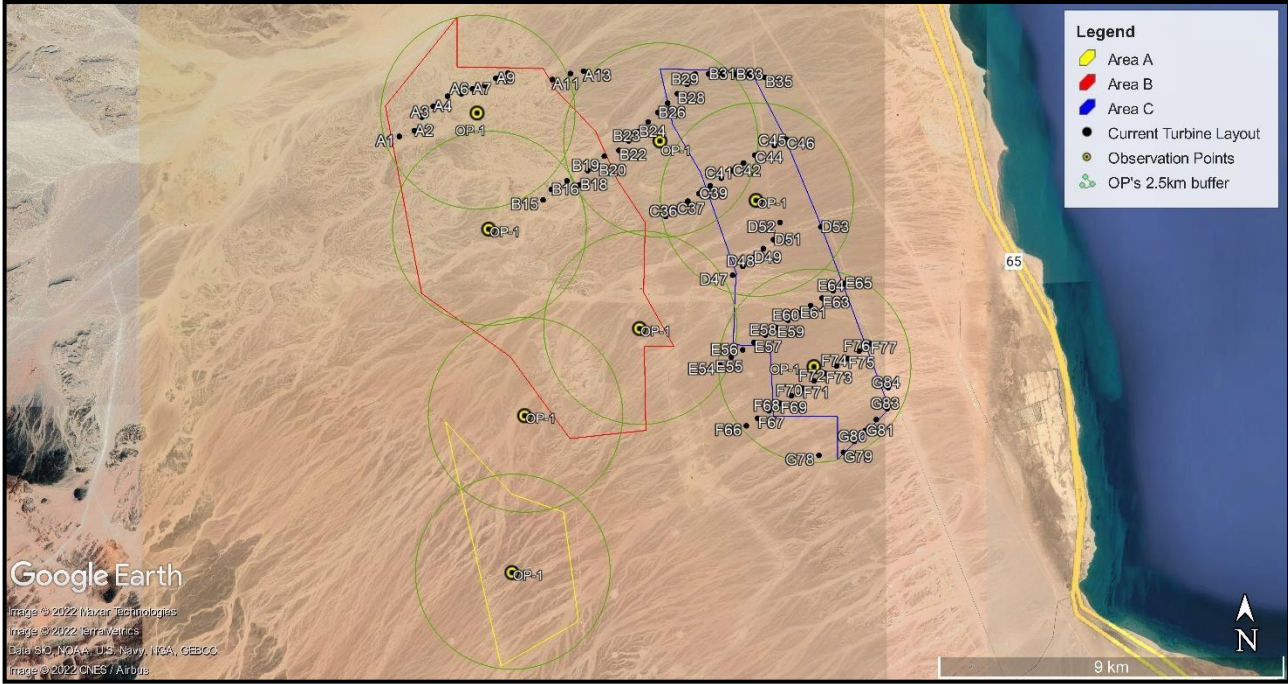 Legend
Area A
Area B
Area C
Current Turbine Layout
Observation Points
OP's 2.5km buffer
A1
A2
A3
A4
A6
A7
A9
A11
A13
OP-1
B15
B16
B18
B19
B20
B22
B23
B24
B26
B28
B29
B31
B33
B35
OP-1
OP-1
C36
C37
C39
C41
C42
C44
C45
C46
OP-1
D47
D48
D49
D51
D52
D53
OP-1
E54
E55
E56
E57
E58
E59
E60
E61
E63
E64
E65
OP-1
F66
F67
F68
F69
F70
F71
F72
F73
F74
F75
F76
F77
G78
G79
G80
G81
G83
G84
OP-1
OP-1
65
Google Earth
Image © 2022 Maxar Technologies
Image © 2022 TerraMetrics
Data SIO, NOAA, U.S. Navy, NGA, GEBCO
Image © 2022 CNES / Airbus
N
9 km